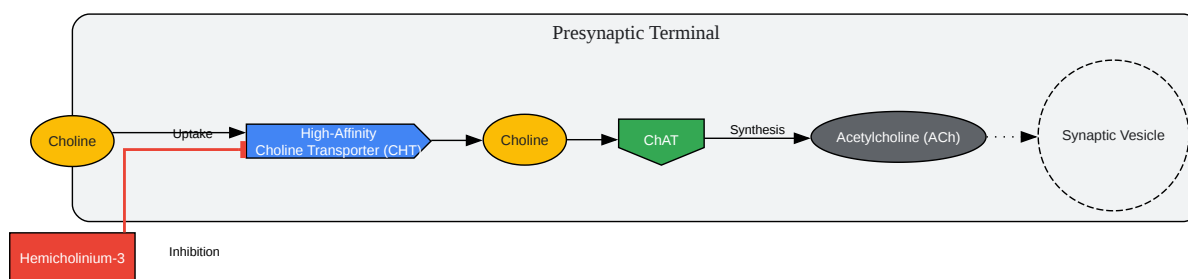 Presynaptic Terminal
Choline
Uptake
High-Affinity
Choline Transporter (CHT)
Choline
ChAT
Synthesis
Acetylcholine (ACh)
Synaptic Vesicle
Hemicholinium-3
Inhibition